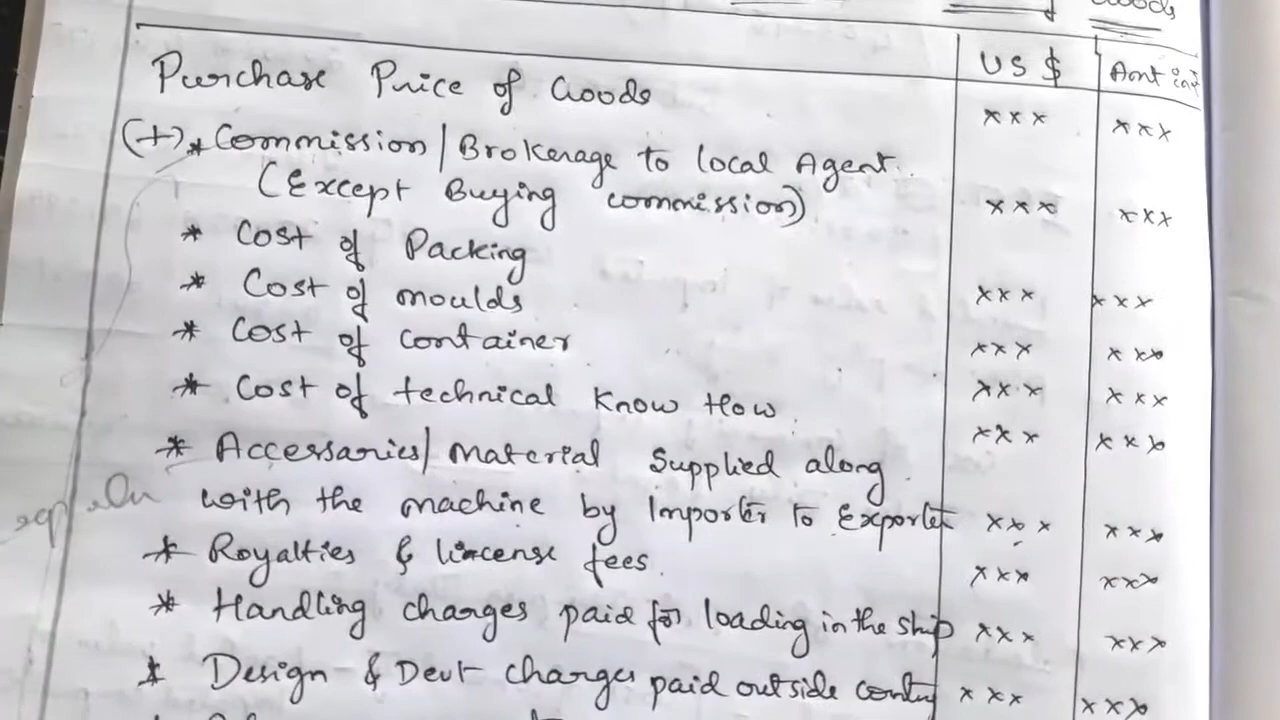 Goods
US $ Amt in ₹
Purchase Price of Goods xxx xxx
(+) * Commission / Brokerage to local Agent.
(Except Buying commission) xxx xxx
* Cost of Packing
* Cost of moulds xxx xxx
* Cost of container xxx xxx
* Cost of technical Know How. xxx xxx
* Accessaries/ Material Supplied along xxx xxx
with the machine by Importer to Exporter xxx xxx
* Royalties & lincense fees. xxx xxx
* Handling charges paid for loading in the ship xxx xxx
* Design & Devt charges paid outside contry xxx xxx